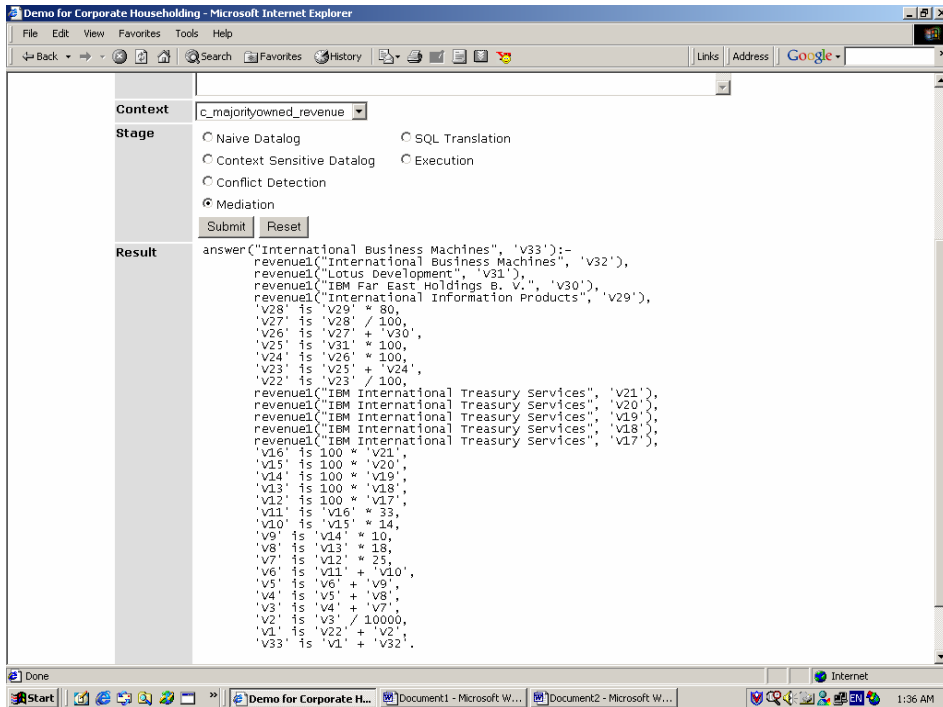 Demo for Corporate Householding - Microsoft Internet Explorer
File Edit View Favorites Tools Help
Back Search Favorites History Links Address Google
Context c_majorityowned_revenue
Stage
Naive Datalog SQL Translation
Context Sensitive Datalog Execution
Conflict Detection
Mediation
Submit Reset
Result answer("International Business Machines", 'V33'):-
revenue1("International Business Machines", 'V32'),
revenue1("Lotus Development", 'V31'),
revenue1("IBM Far East Holdings B. V.", 'V30'),
revenue1("International Information Products", 'V29'),
'V28' is 'V29' * 80,
'V27' is 'V28' / 100,
'V26' is 'V27' + 'V30',
'V25' is 'V31' * 100,
'V24' is 'V26' * 100,
'V23' is 'V25' + 'V24',
'V22' is 'V23' / 100,
revenue1("IBM International Treasury Services", 'V21'),
revenue1("IBM International Treasury Services", 'V20'),
revenue1("IBM International Treasury Services", 'V19'),
revenue1("IBM International Treasury Services", 'V18'),
revenue1("IBM International Treasury Services", 'V17'),
'V16' is 100 * 'V21',
'V15' is 100 * 'V20',
'V14' is 100 * 'V19',
'V13' is 100 * 'V18',
'V12' is 100 * 'V17',
'V11' is 'V16' * 33,
'V10' is 'V15' * 14,
'V9' is 'V14' * 10,
'V8' is 'V13' * 18,
'V7' is 'V12' * 25,
'V6' is 'V11' + 'V10',
'V5' is 'V6' + 'V9',
'V4' is 'V5' + 'V8',
'V3' is 'V4' + 'V7',
'V2' is 'V3' / 10000,
'V1' is 'V22' + 'V2',
'V33' is 'V1' + 'V32'.
Done Internet
Start » Demo for Corporate H... Document1 - Microsoft W... Document2 - Microsoft W... EN 1:36 AM